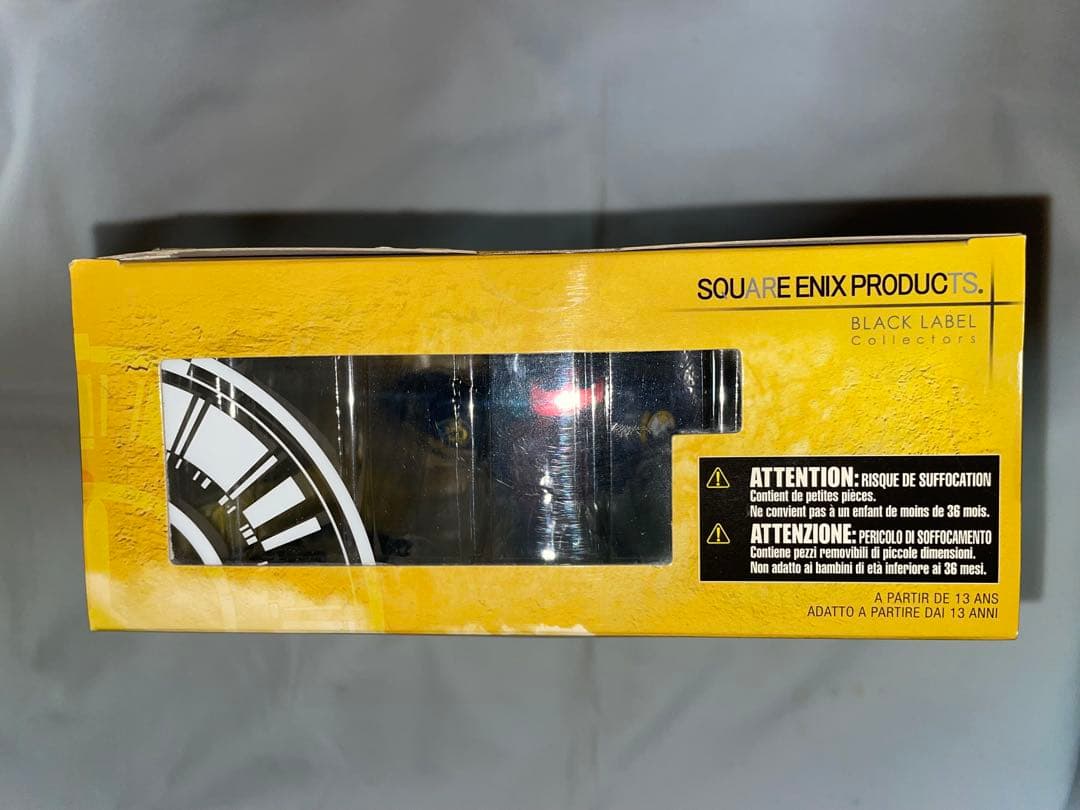 SQUARE ENIX PRODUCTS.
BLACK LABEL
Collectors
ATTENTION: RISQUE DE SUFFOCATION
Contient de petites pièces.
Ne convient pas à un enfant de moins de 36 mois.
ATTENZIONE: PERICOLO DI SOFFOCAMENTO
Contiene pezzi removibili di piccole dimensioni.
Non adatto ai bambini di età inferiore ai 36 mesi.
A PARTIR DE 13 ANS
ADATTO A PARTIRE DAI 13 ANNI